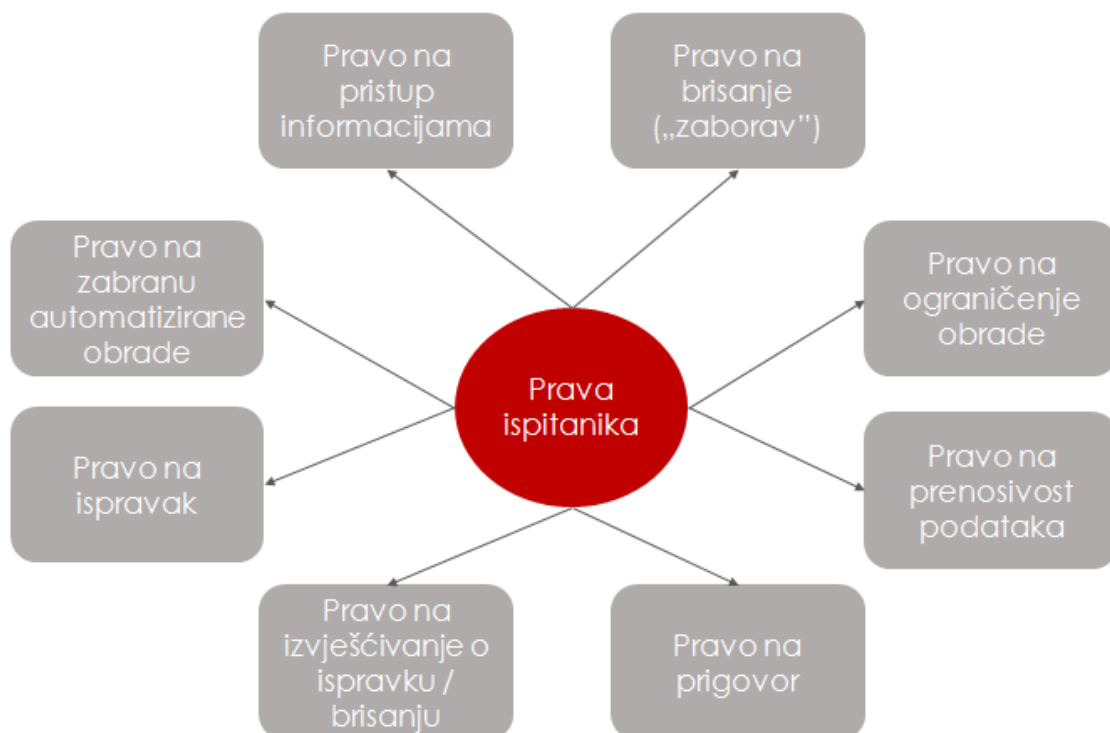 Pravo na
pristup
informacijama
Pravo na
brisanje
(„zaborav”)
Pravo na
zabranu
automatizirane
obrade
Pravo na
ograničenje
obrade
Prava
ispitanika
Pravo na
ispravak
Pravo na
prenosivost
podataka
Pravo na
izvješćivanje o
ispravku /
brisanju
Pravo na
prigovor